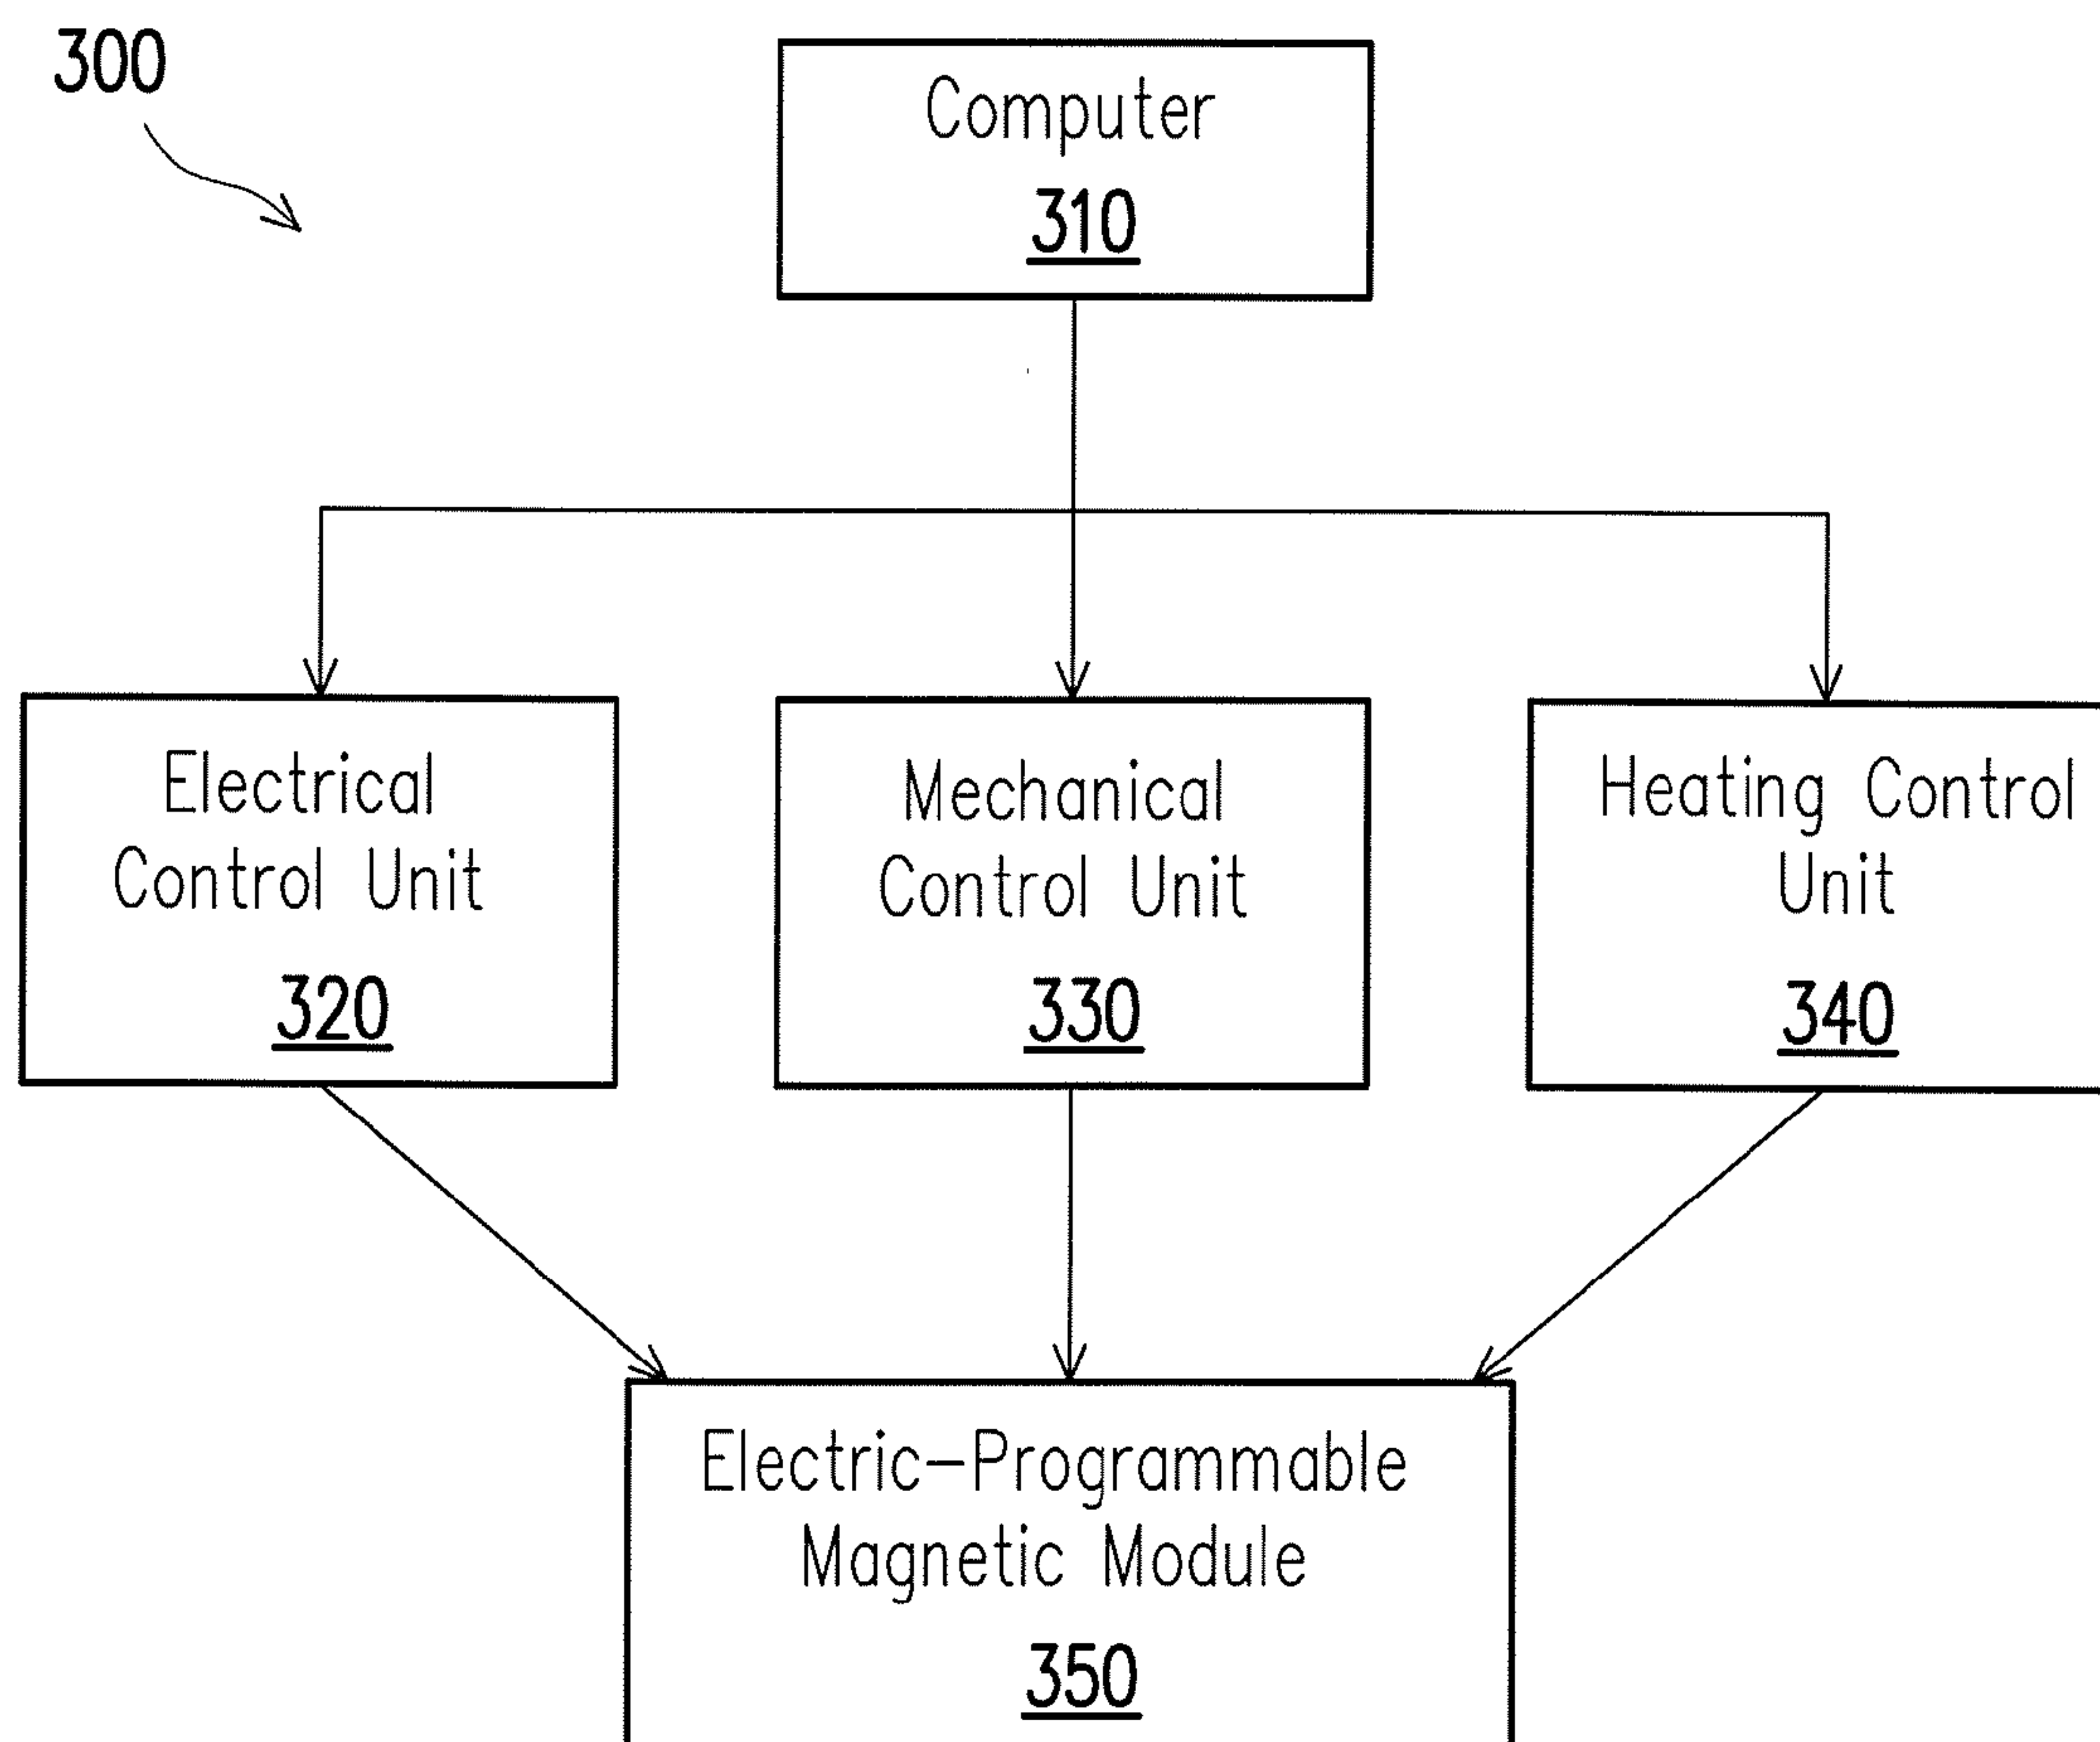 300
Computer
310
Electrical
Control Unit
320
Mechanical
Control Unit
330
Heating Control
Unit
340
Electric-Programmable
Magnetic Module
350